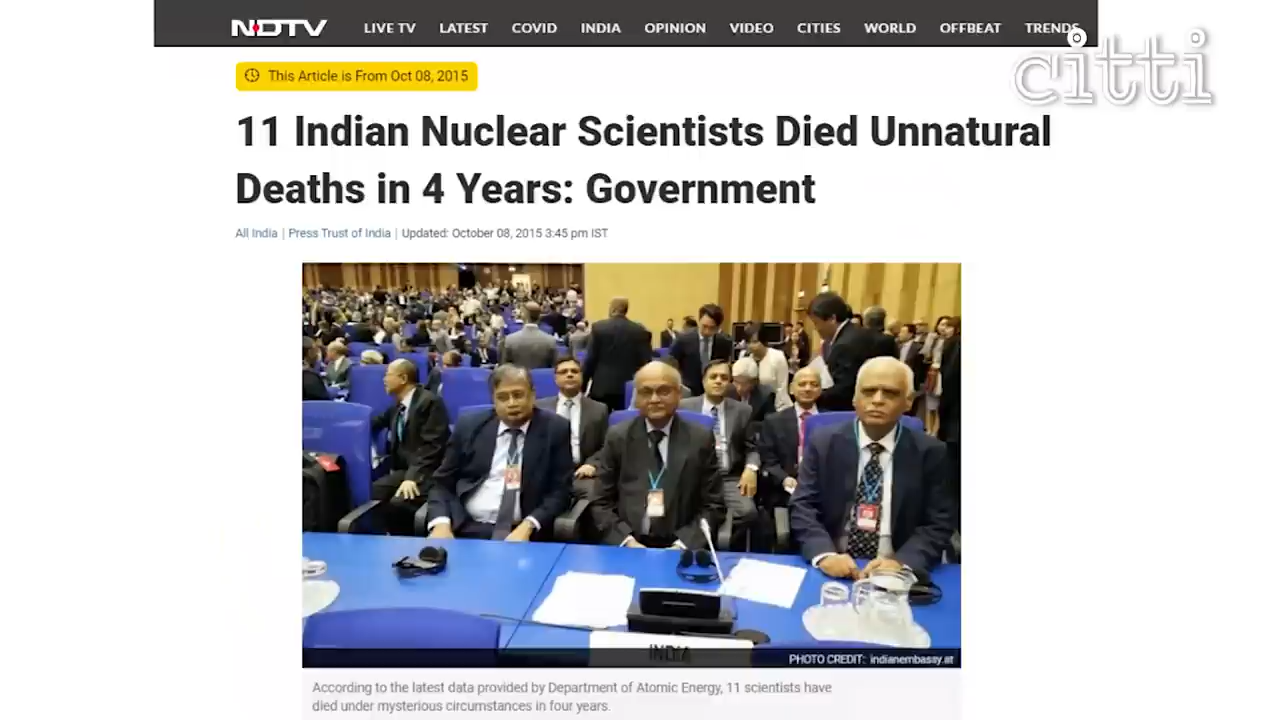 NDTV LIVE TV LATEST COVID INDIA OPINION VIDEO CITIES WORLD OFFBEAT TRENDS
citti
This Article is From Oct 08, 2015
11 Indian Nuclear Scientists Died Unnatural
Deaths in 4 Years: Government
All India | Press Trust of India | Updated: October 08, 2015 3:45 pm IST
INDIA
PHOTO CREDIT: indianembassy.at
According to the latest data provided by Department of Atomic Energy, 11 scientists have
died under mysterious circumstances in four years.